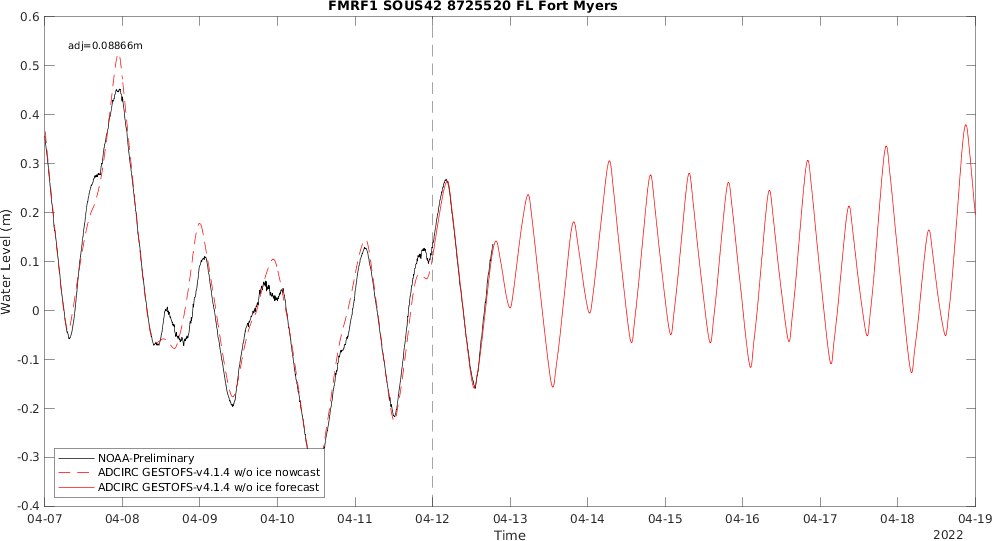 FMRF1 SOUS42 8725520 FL Fort Myers
0.6
adj=0.08866m
0.5
0.4
0.3
0.2
0.1
0
-0.1
-0.2
-0.3
-0.4
Water Level (m)
NOAA-Preliminary
ADCIRC GESTOFS-v4.1.4 w/o ice nowcast
ADCIRC GESTOFS-v4.1.4 w/o ice forecast
04-07 04-08 04-09 04-10 04-11 04-12 04-13 04-14 04-15 04-16 04-17 04-18 04-19
Time
2022